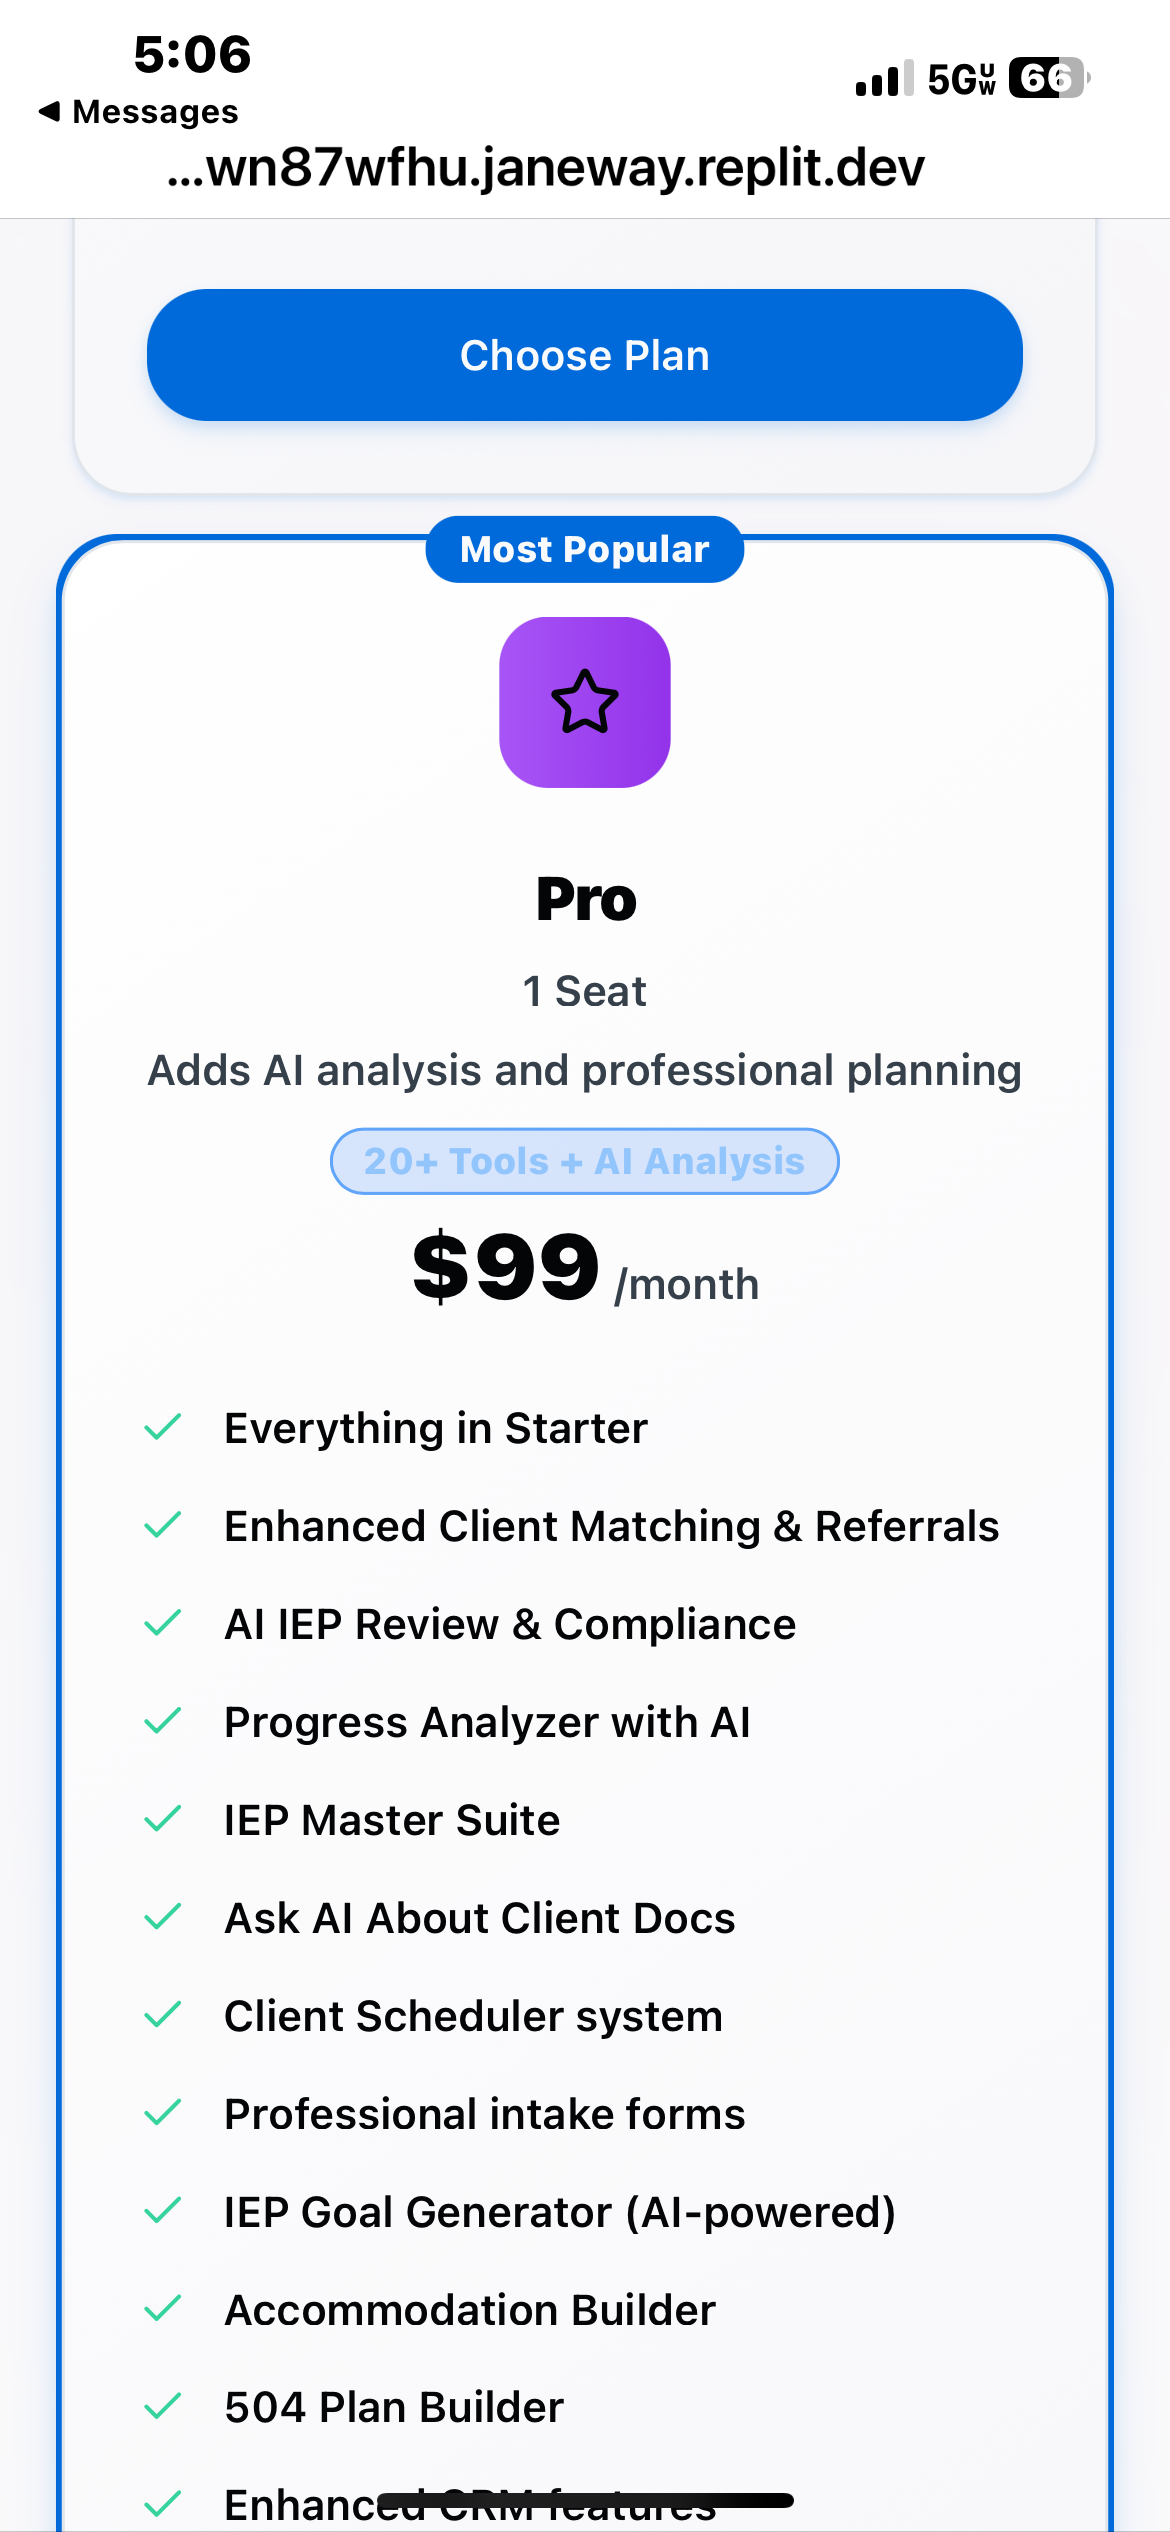 5:06
5G UW 66
◀ Messages
...wn87wfhu.janeway.replit.dev
Choose Plan
Most Popular
Pro
1 Seat
Adds AI analysis and professional planning
20+ Tools + AI Analysis
$99 /month
Everything in Starter
Enhanced Client Matching & Referrals
AI IEP Review & Compliance
Progress Analyzer with AI
IEP Master Suite
Ask AI About Client Docs
Client Scheduler system
Professional intake forms
IEP Goal Generator (AI-powered)
Accommodation Builder
504 Plan Builder
Enhanced CRM features